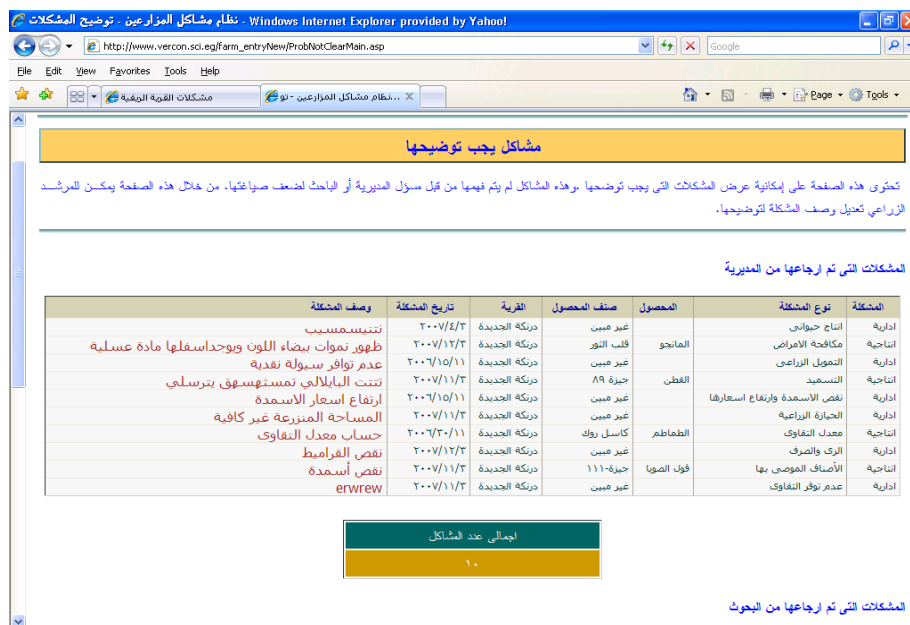 نظام مشاكل المزارعين - توضيح المشكلات - Windows Internet Explorer provided by Yahoo!
http://www.vercon.sci.eg/farm_entryNew/ProbNotClearMain.asp
Google
File Edit View Favorites Tools Help
مشكلات القرية الريفية
نظام مشاكل المزارعين - تو...
Page
Tools
مشاكل يجب توضيحها
تحتوى هذه الصفحة على إمكانية عرض المشكلات التى يجب توضحها .وهذه المشاكل لم يتم فهمها من قبل مسؤل المديرية أو الباحث لضعف صياغتها. من خلال هذه الصفحة يمكـن للمرشـد
الزراعي تعديل وصف المشكلة لتوضيحها.
المشكلات التى تم ارجاعها من المديرية
المشكلة نوع المشكلة المحصول صنف المحصول القرية تاريخ المشكلة وصف المشكلة
ادارية انتاج حيوانى غير مبين درنكة الجديدة ٢٠٠٧/٤/٣ نتنيسمسيب
انتاجية مكافحة الامراض المانجو قلب الثور درنكة الجديدة ٢٠٠٧/١٢/٣ ظهور نموات بيضاء اللون ويوجداسفلها مادة عسلية
ادارية التمويل الزراعى غير مبين درنكة الجديدة ٢٠٠٦/١٥/١١ عدم توافر سيولة نقدية
انتاجية التسميد القطن جيزة ٨٩ درنكة الجديدة ٢٠٠٧/١١/٣ تتتت البايلالي تمستهسهق يترسلي
ادارية نقص الاسمدة وارتفاع اسعارها غير مبين درنكة الجديدة ٢٠٠٦/١٥/١١ ارتفاع اسعار الاسمدة
ادارية الحيازة الزراعية غير مبين درنكة الجديدة ٢٠٠٧/١١/٣ المساحة المنزرعة غير كافية
انتاجية معدل التقاوى الطماطم كاسل روك درنكة الجديدة ٢٠٠٦/٣٠/١١ حساب معدل التقاوى
ادارية الرى والصرف غير مبين درنكة الجديدة ٢٠٠٧/١٢/٣ نقص القراميط
انتاجية الأصناف الموصى بها فول الصويا جيزة-١١١ درنكة الجديدة ٢٠٠٧/١١/٣ نقص أسمدة
ادارية عدم توفر التقاوى غير مبين درنكة الجديدة ٢٠٠٧/١١/٣ erwrew
اجمالى عدد المشاكل
١٠
المشكلات التى تم ارجاعها من البحوث